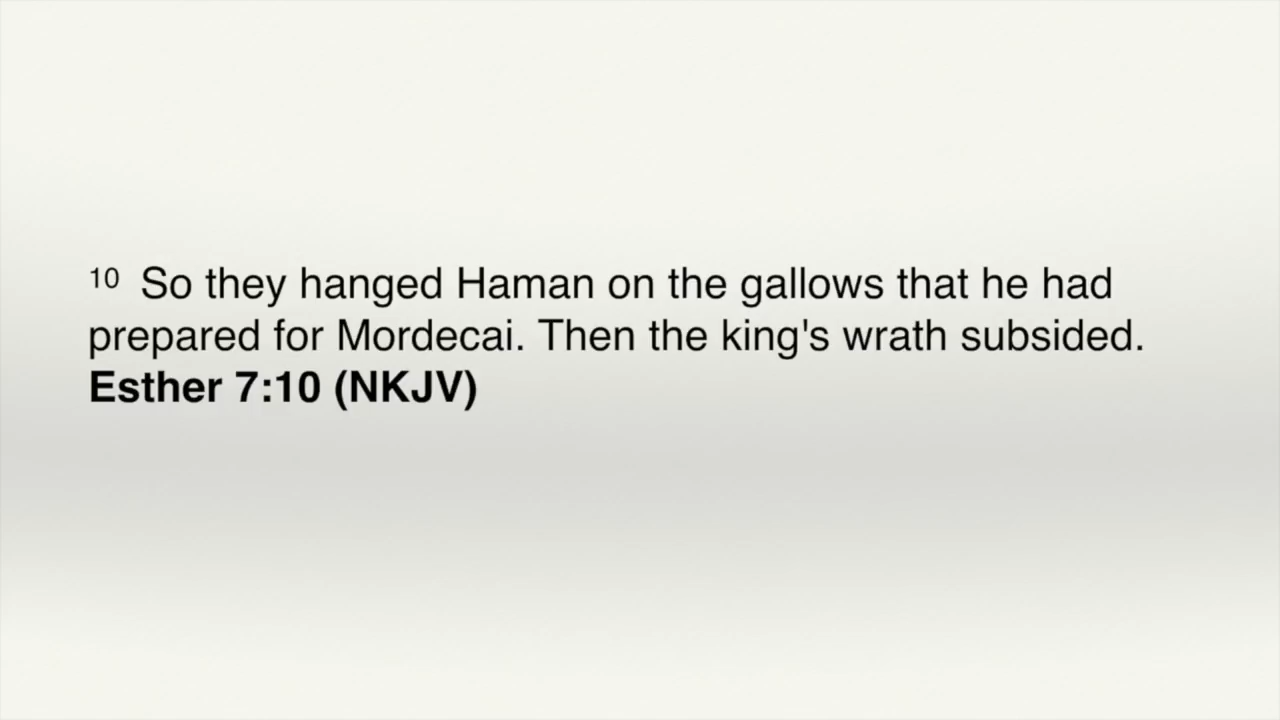 10 So they hanged Haman on the gallows that he had
prepared for Mordecai. Then the king's wrath subsided.
Esther 7:10 (NKJV)